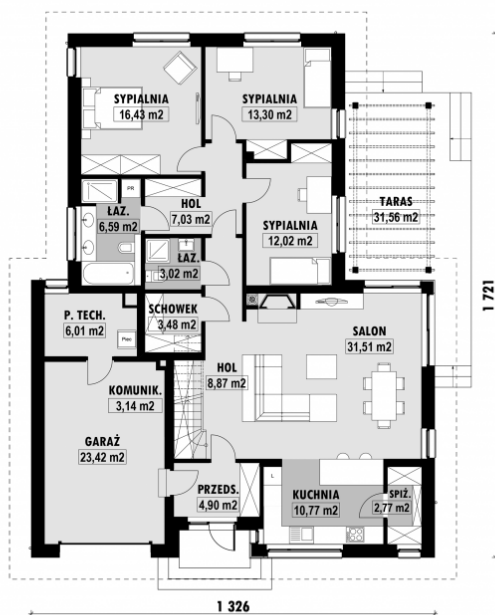 SYPIALNIA
16,43 m2
SYPIALNIA
13,30 m2
PR
ŁAZ.
6,59 m2
HOL
7,03 m2
SYPIALNIA
12,02 m2
TARAS
31,56 m2
ŁAZ.
3,02 m2
P. TECH.
6,01 m2
Piec
SCHOWEK
3,48 m2
HOL
8,87 m2
SALON
31,51 m2
KOMUNIK.
3,14 m2
GARAŻ
23,42 m2
PRZEDS.
4,90 m2
L
KUCHNIA
10,77 m2
SPIŻ.
2,77 m2
1 721
1 326